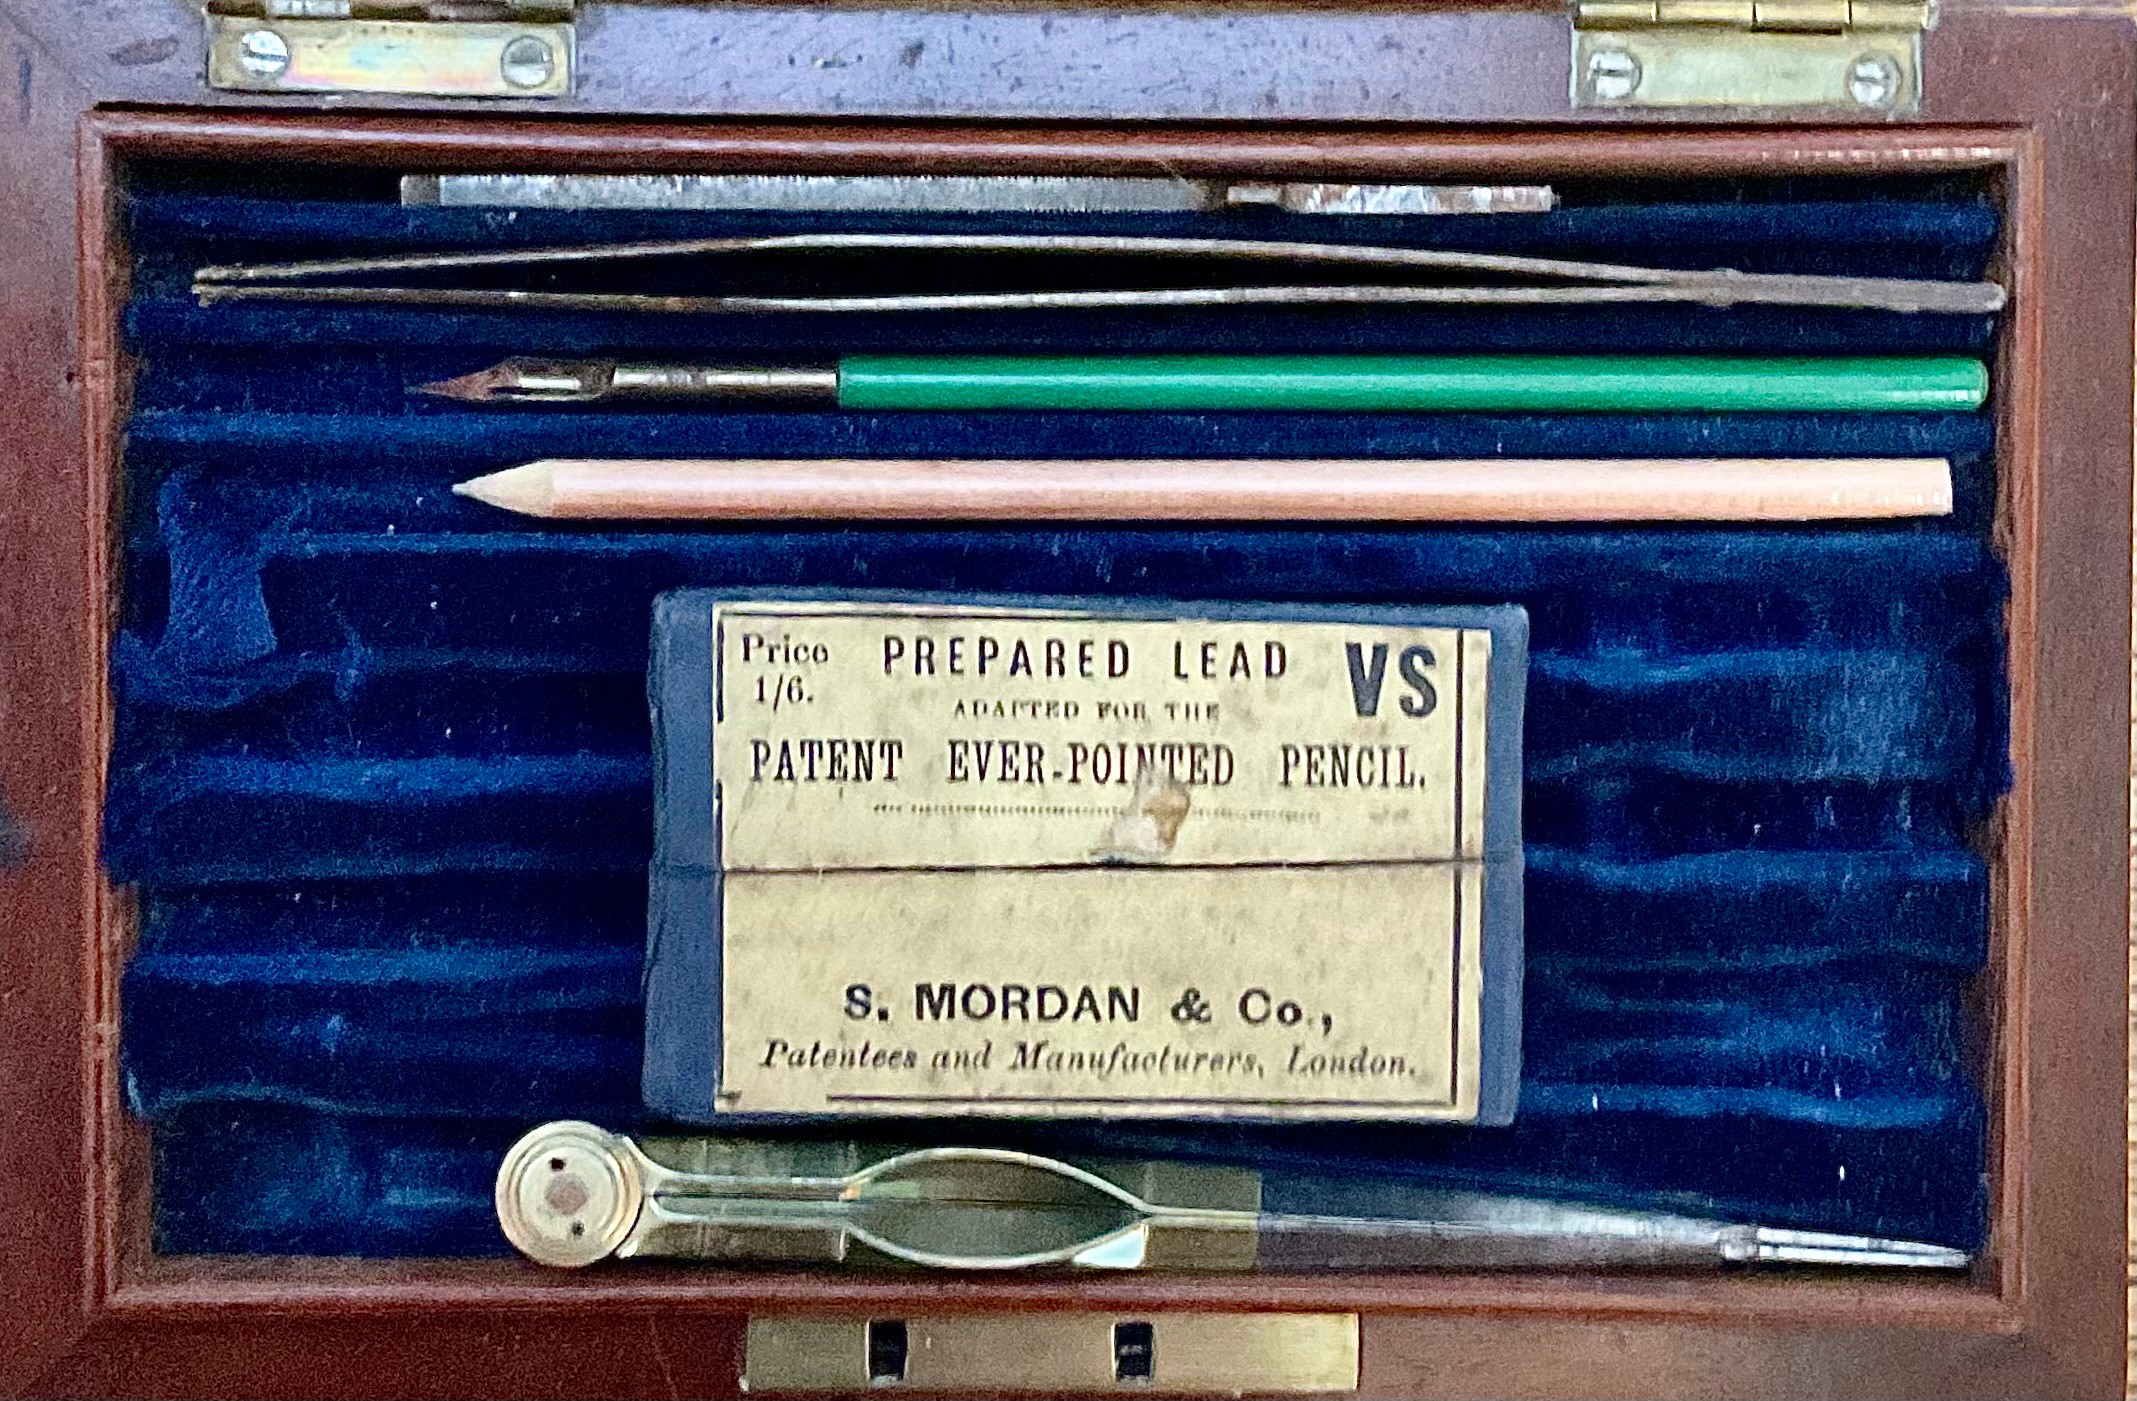 Price PREPARED LEAD VS
1/6.
ADAPTED FOR THE
PATENT EVER-POINTED PENCIL.
S. MORDAN & Co.,
Patentees and Manufacturers, London.